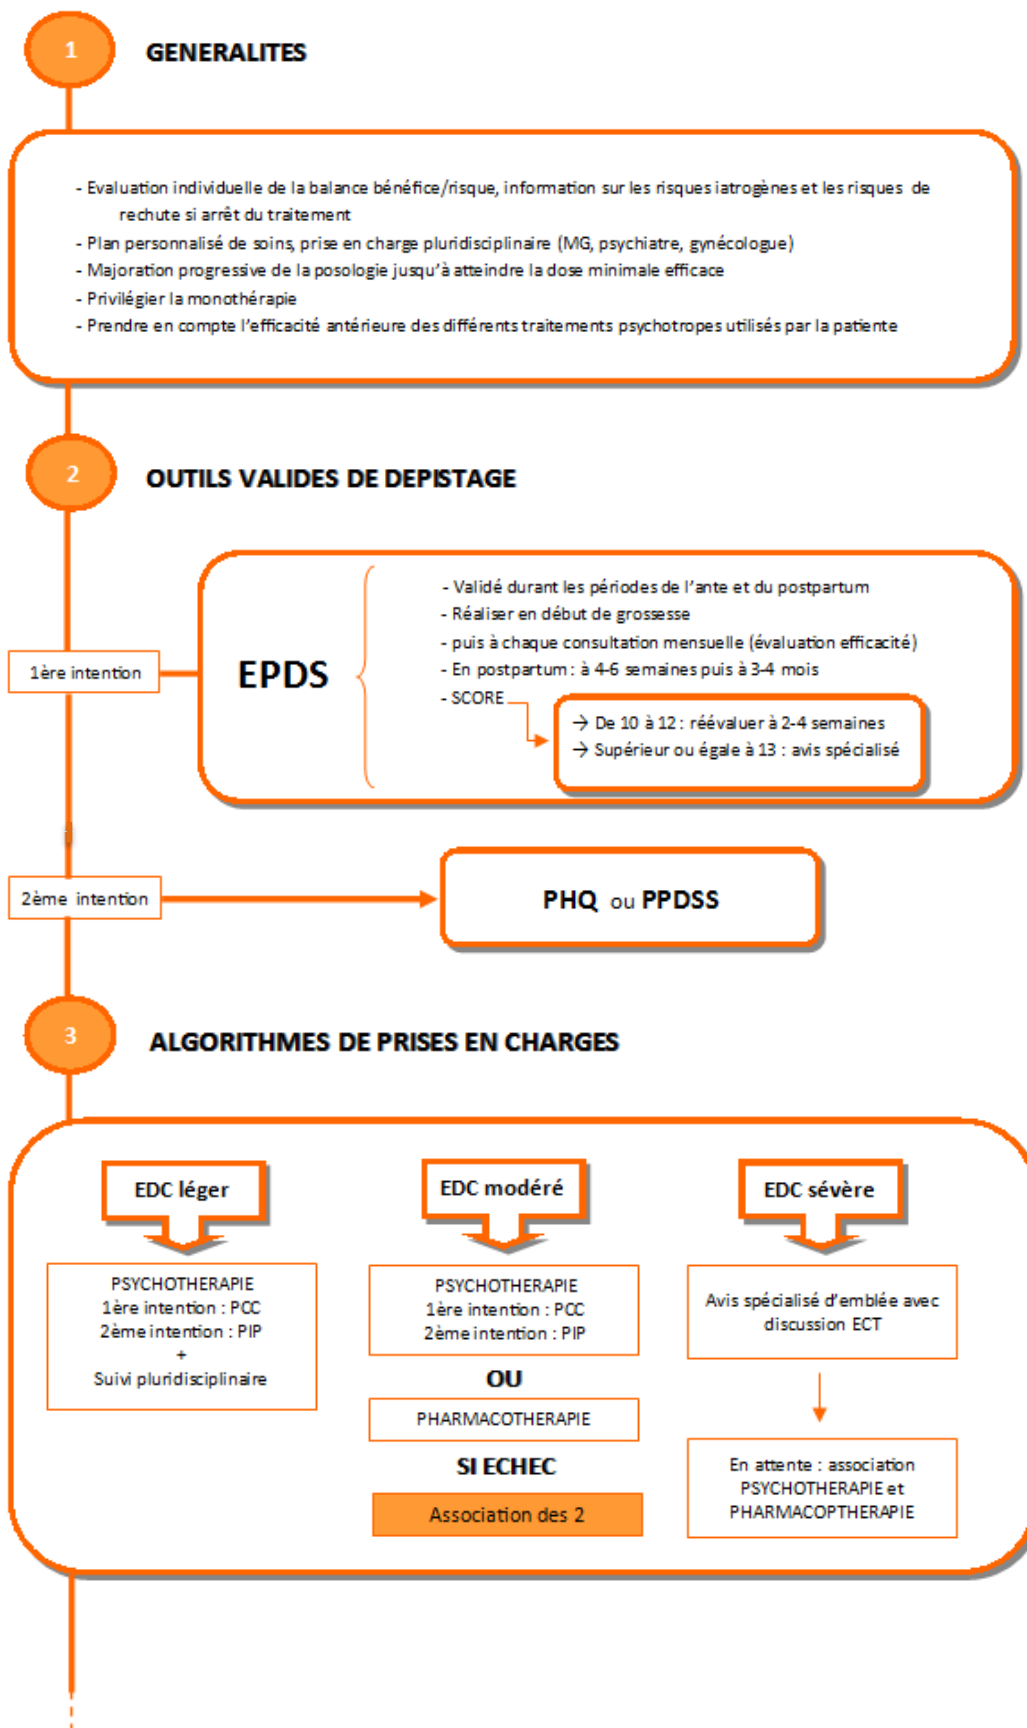 1
GENERALITES
- Evaluation individuelle de la balance bénéfice/risque, information sur les risques iatrogènes et les risques de
rechute si arrêt du traitement
- Plan personnalisé de soins, prise en charge pluridisciplinaire (MG, psychiatre, gynécologue)
- Majoration progressive de la posologie jusqu'à atteindre la dose minimale efficace
- Privilégier la monothérapie
- Prendre en compte l'efficacité antérieure des différents traitements psychotropes utilisés par la patiente
2
OUTILS VALIDES DE DEPISTAGE
1ère intention
EPDS
- Validé durant les périodes de l'ante et du postpartum
- Réaliser en début de grossesse
- puis à chaque consultation mensuelle (évaluation efficacité)
- En postpartum : à 4-6 semaines puis à 3-4 mois
- SCORE
→ De 10 à 12 : réévaluer à 2-4 semaines
→ Supérieur ou égale à 13 : avis spécialisé
2ème intention
PHQ ou PPDSS
3
ALGORITHMES DE PRISES EN CHARGES
EDC léger
PSYCHOTHERAPIE
1ère intention : PCC
2ème intention : PIP
+
Suivi pluridisciplinaire
EDC modéré
PSYCHOTHERAPIE
1ère intention : PCC
2ème intention : PIP
OU
PHARMACOTHERAPIE
SI ECHEC
Association des 2
EDC sévère
Avis spécialisé d'emblée avec
discussion ECT
En attente : association
PSYCHOTHERAPIE et
PHARMACOPTHERAPIE